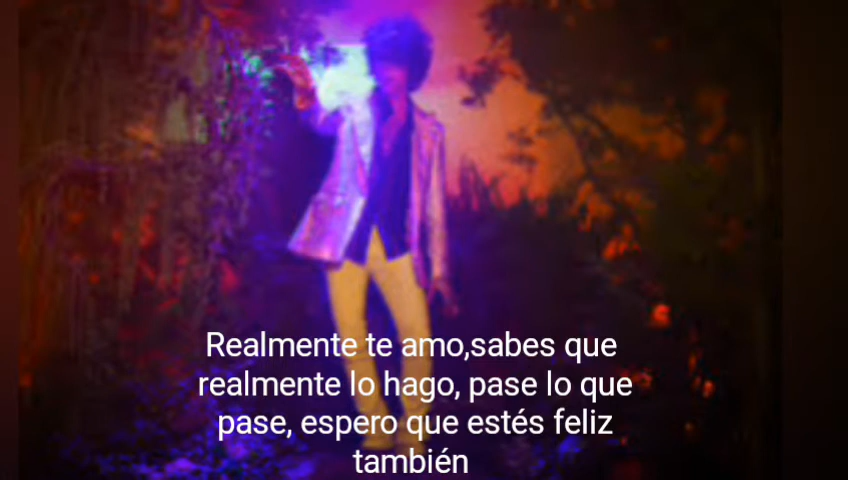 Realmente te amo,sabes que
realmente lo hago, pase lo que
pase, espero que estés feliz
también